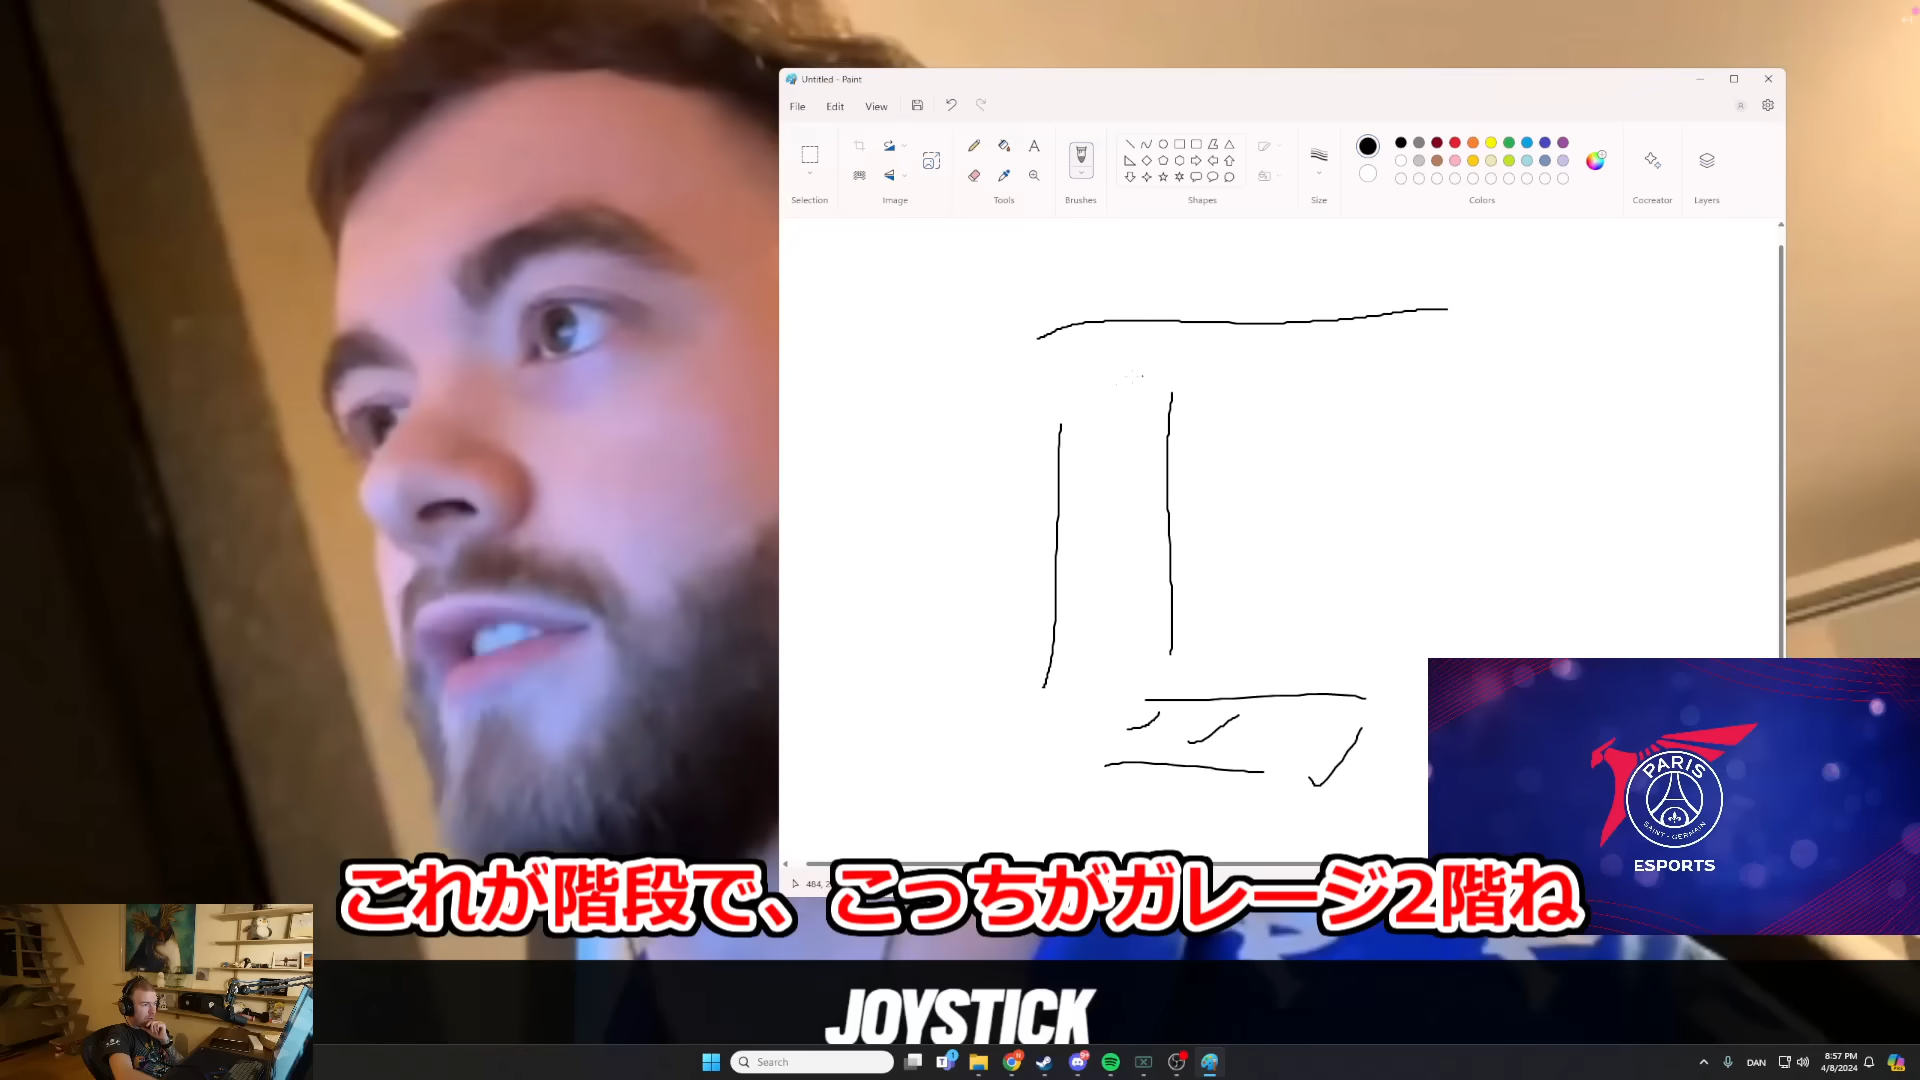 Untitled - Paint
File Edit View
Selection Image Tools Brushes Shapes Size Colors Cocreator Layers
PARIS
SAINT-GERMAIN
ESPORTS
484, 2
これが階段で、こっちがガレージ2階ね
JOYSTICK
Search
DAN
8:57 PM
4/8/2024